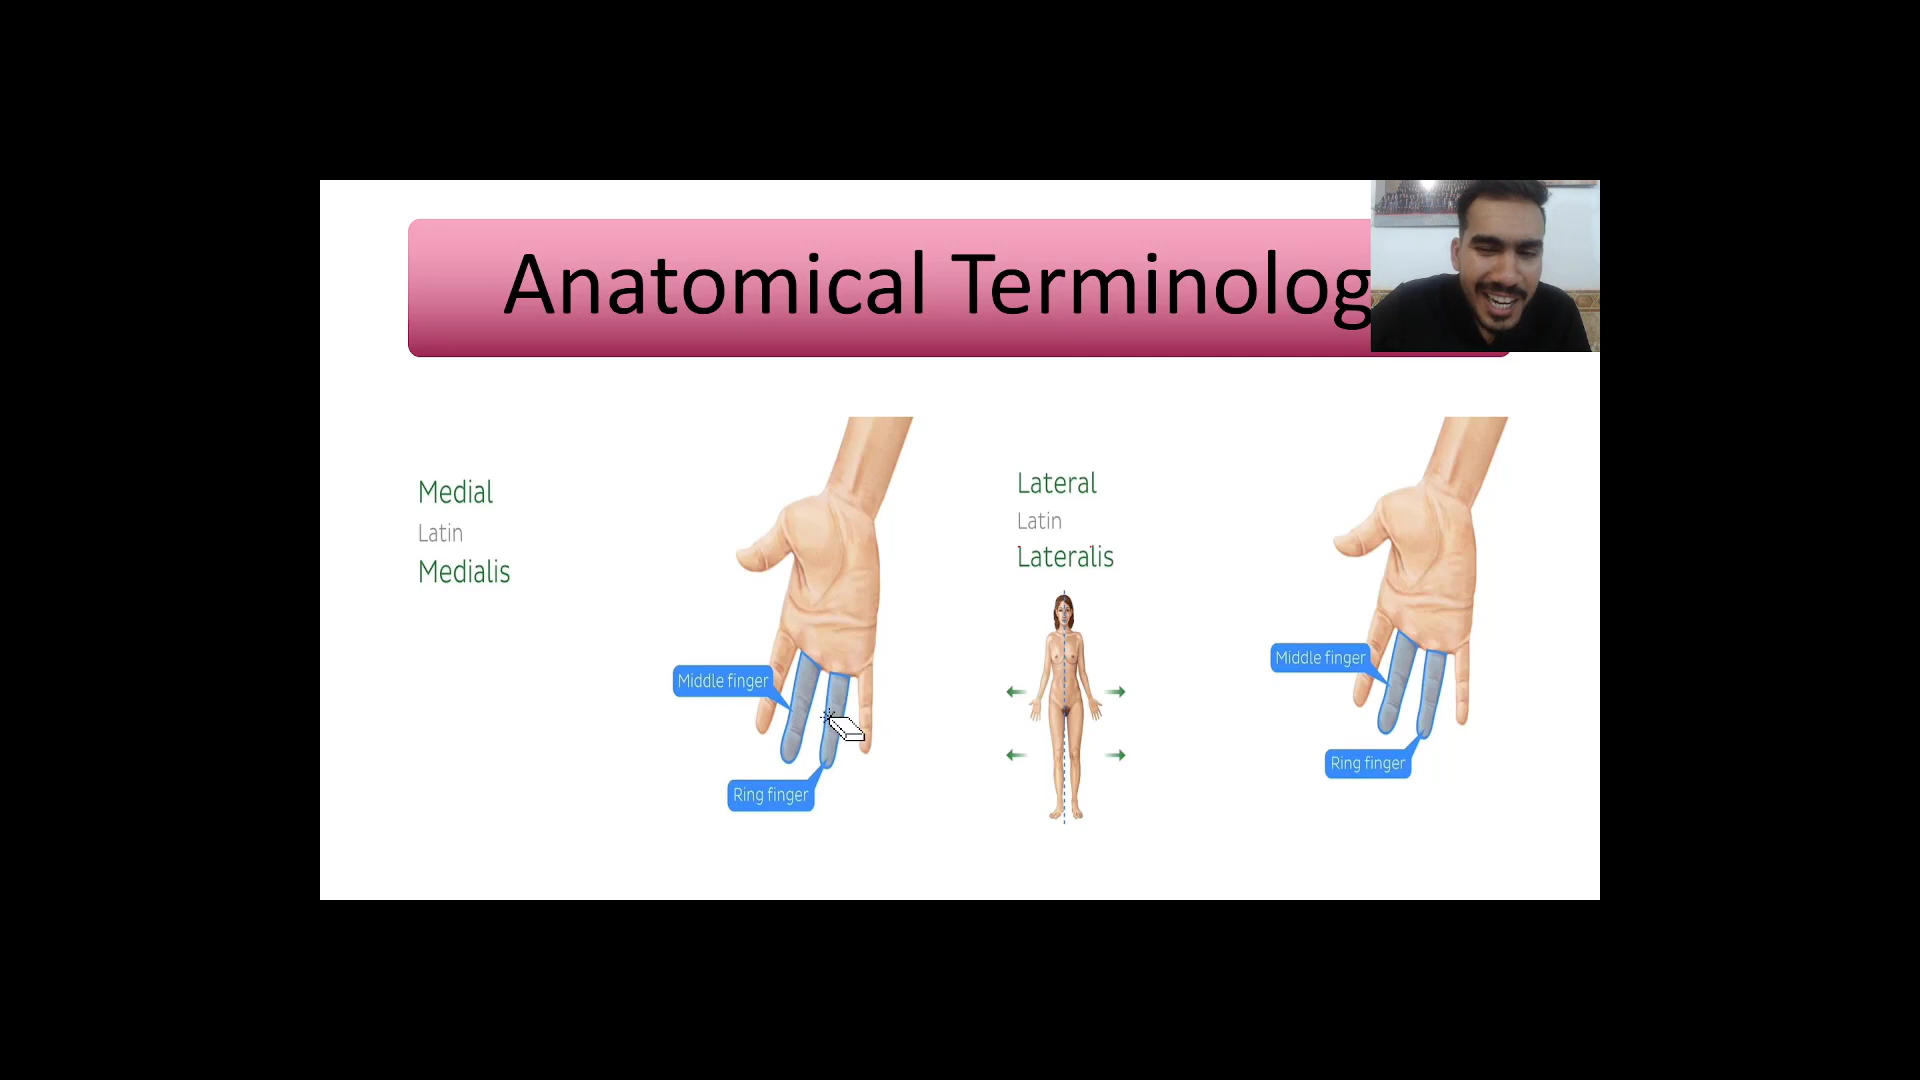 Anatomical Terminolog
Medial
Latin
Medialis
Middle finger
Ring finger
Lateral
Latin
Lateralis
Middle finger
Ring finger